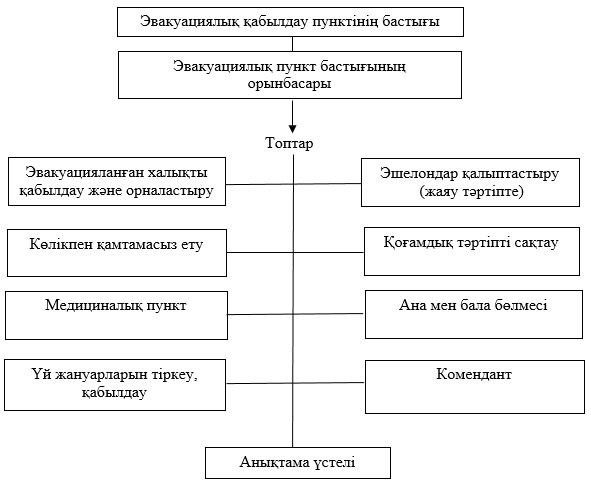 Эвакуациялық қабылдау пунктінің бастығы
Эвакуациялық пункт бастығының
орынбасары
Топтар
Эвакуацияланған халықты
қабылдау және орналастыру
Эшелондар қалыптастыру
(жаяу тәртіпте)
Көлікпен қамтамасыз ету
Қоғамдық тәртіпті сақтау
Медициналық пункт
Ана мен бала бөлмесі
Үй жануарларын тіркеу,
қабылдау
Комендант
Анықтама үстелі